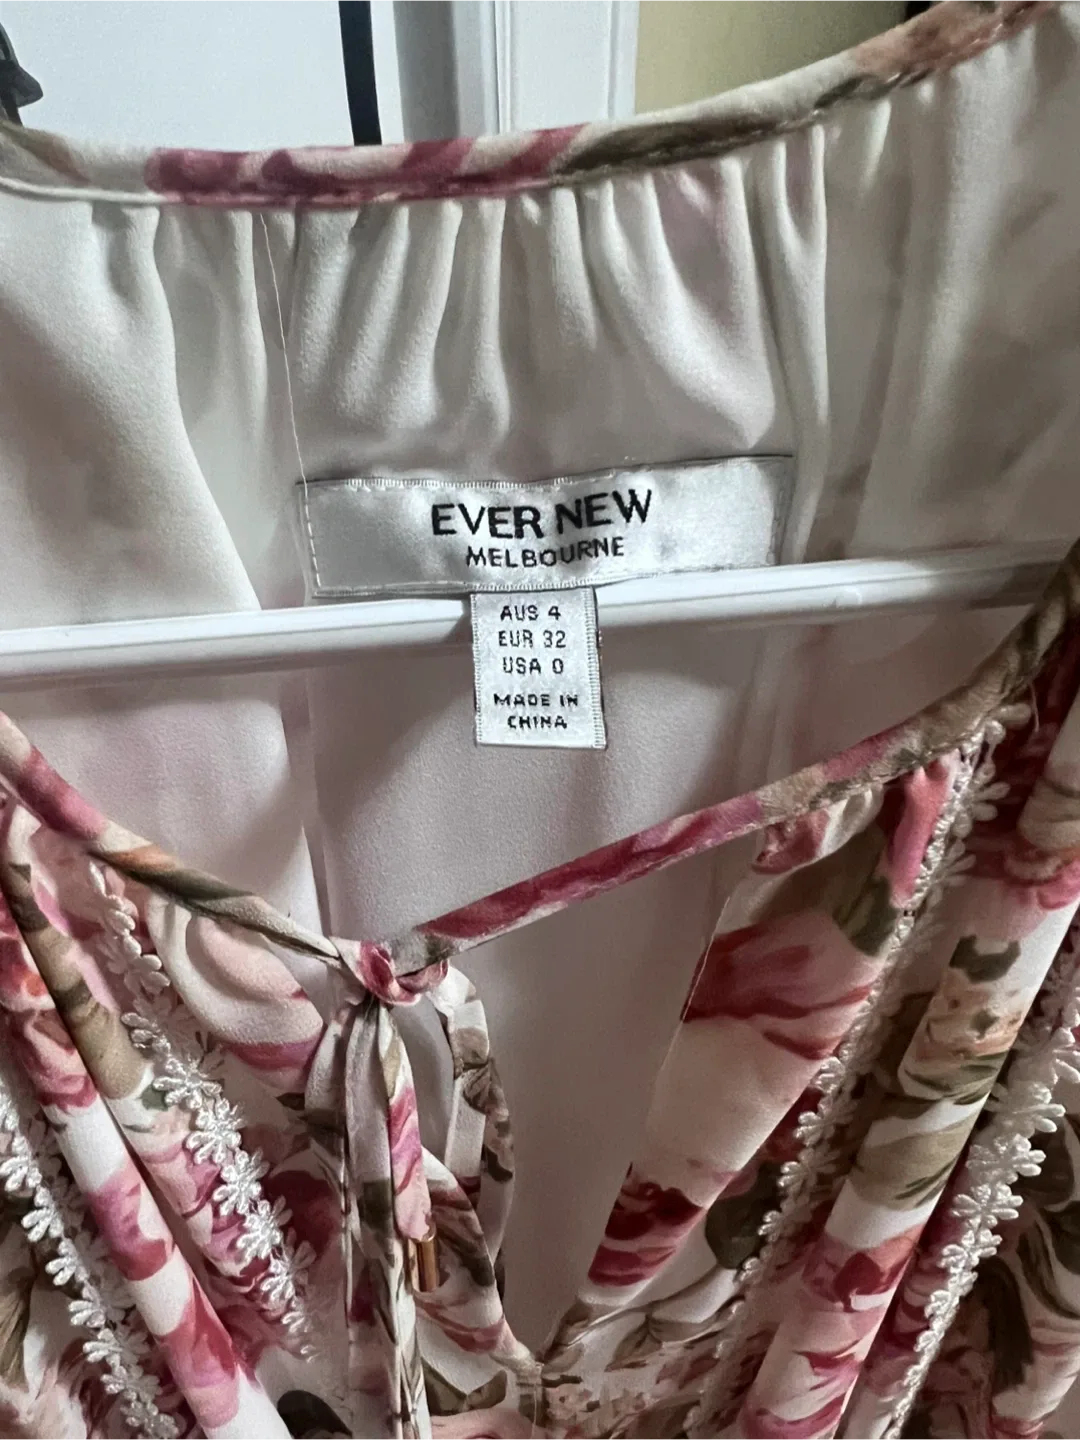 EVER NEW
MELBOURNE
AUS 4
EUR 32
USA 0
MADE IN
CHINA